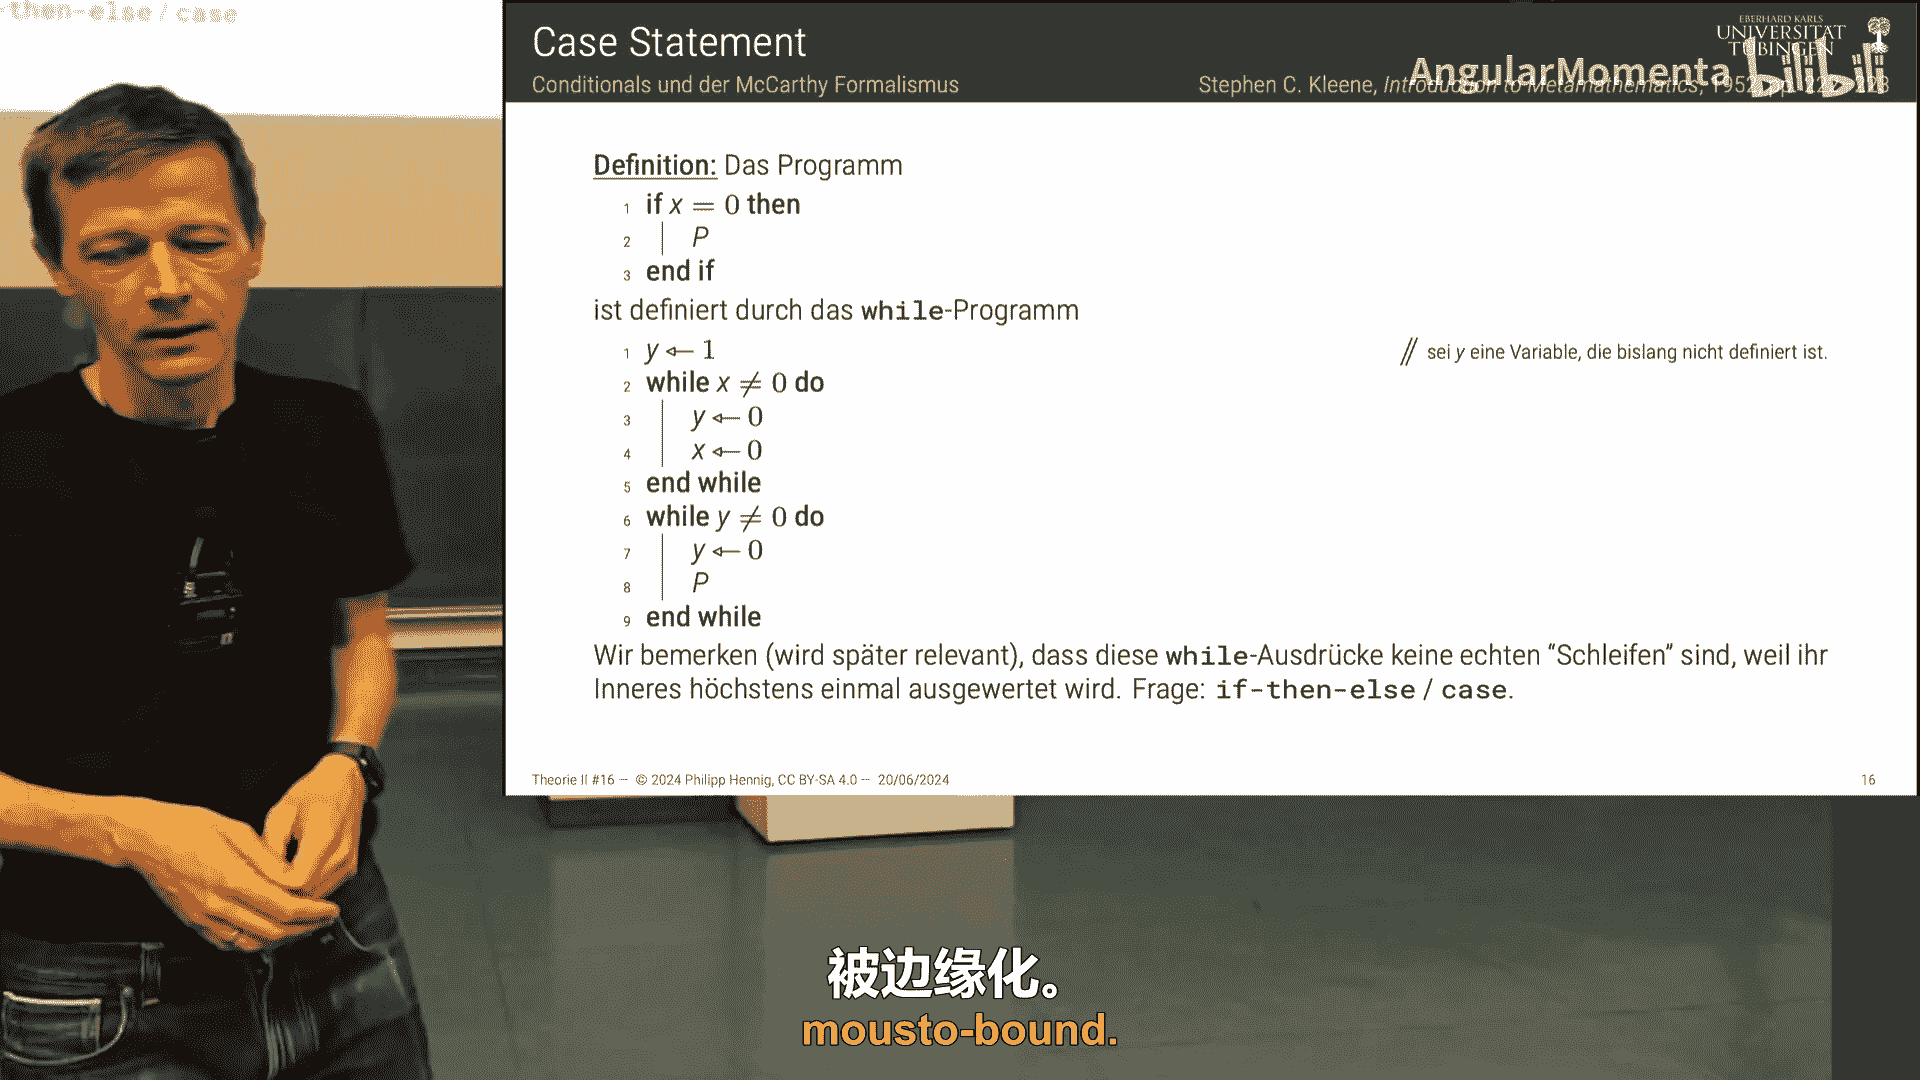 -then-else / case
Case Statement
Conditionals und der McCarthy Formalismus
EBERHARD KARLS
UNIVERSITÄT
TÜBINGEN
AngularMomenta
bilibili
Stephen C. Kleene, Introduction to Metamathematics, 1952
Definition: Das Programm
1 if x = 0 then
2 P
3 end if
ist definiert durch das while-Programm
1 y ← 1
// sei y eine Variable, die bislang nicht definiert ist.
2 while x ≠ 0 do
3 y ← 0
4 x ← 0
5 end while
6 while y ≠ 0 do
7 y ← 0
8 P
9 end while
Wir bemerken (wird später relevant), dass diese while-Ausdrücke keine echten “Schleifen” sind, weil ihr
Inneres höchstens einmal ausgewertet wird. Frage: if-then-else / case.
Theorie II #16 — © 2024 Philipp Hennig, CC BY-SA 4.0 — 20/06/2024
16
被边缘化。
mousto-bound.